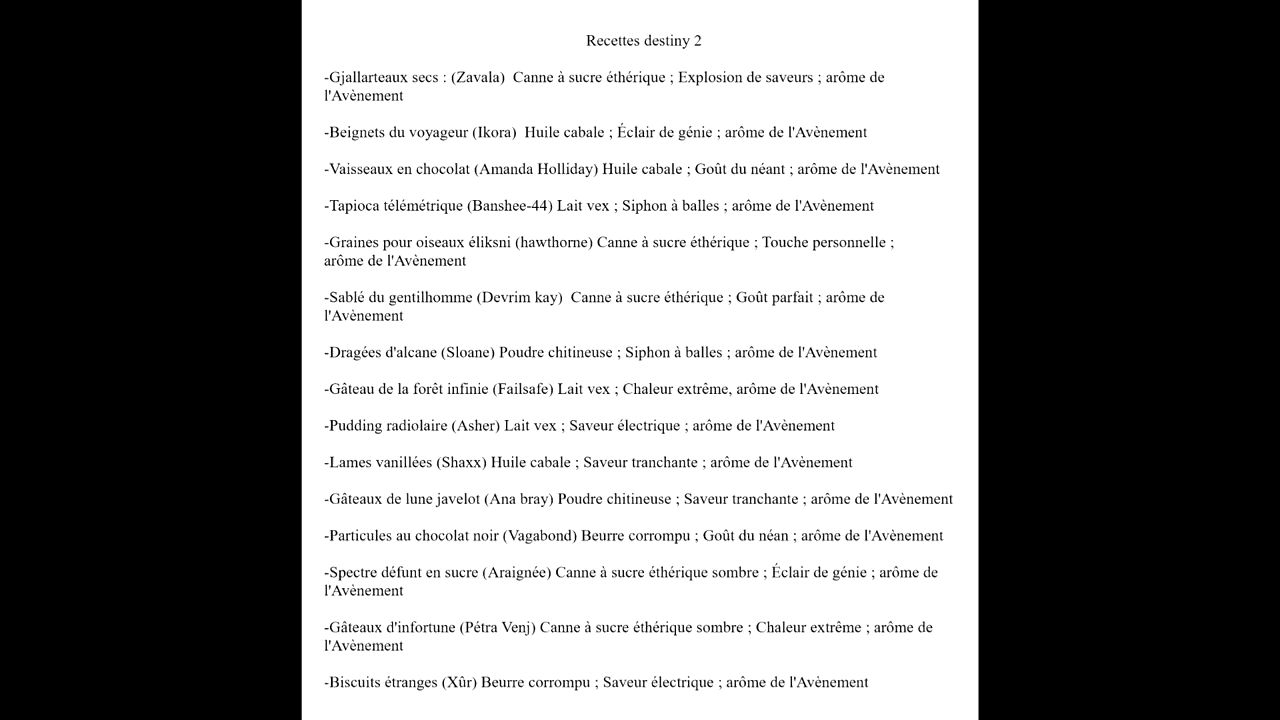 Recettes destiny 2
-Gjallarteaux secs : (Zavala)  Canne à sucre éthérique ; Explosion de saveurs ; arôme de
l'Avènement
-Beignets du voyageur (Ikora)  Huile cabale ; Éclair de génie ; arôme de l'Avènement
-Vaisseaux en chocolat (Amanda Holliday) Huile cabale ; Goût du néant ; arôme de l'Avènement
-Tapioca télémétrique (Banshee-44) Lait vex ; Siphon à balles ; arôme de l'Avènement
-Graines pour oiseaux éliksni (hawthorne) Canne à sucre éthérique ; Touche personnelle ;
arôme de l'Avènement
-Sablé du gentilhomme (Devrim kay)  Canne à sucre éthérique ; Goût parfait ; arôme de
l'Avènement
-Dragées d'alcane (Sloane) Poudre chitineuse ; Siphon à balles ; arôme de l'Avènement
-Gâteau de la forêt infinie (Failsafe) Lait vex ; Chaleur extrême, arôme de l'Avènement
-Pudding radiolaire (Asher) Lait vex ; Saveur électrique ; arôme de l'Avènement
-Lames vanillées (Shaxx) Huile cabale ; Saveur tranchante ; arôme de l'Avènement
-Gâteaux de lune javelot (Ana bray) Poudre chitineuse ; Saveur tranchante ; arôme de l'Avènement
-Particules au chocolat noir (Vagabond) Beurre corrompu ; Goût du néan ; arôme de l'Avènement
-Spectre défunt en sucre (Araignée) Canne à sucre éthérique sombre ; Éclair de génie ; arôme de
l'Avènement
-Gâteaux d'infortune (Pétra Venj) Canne à sucre éthérique sombre ; Chaleur extrême ; arôme de
l'Avènement
-Biscuits étranges (Xûr) Beurre corrompu ; Saveur électrique ; arôme de l'Avènement